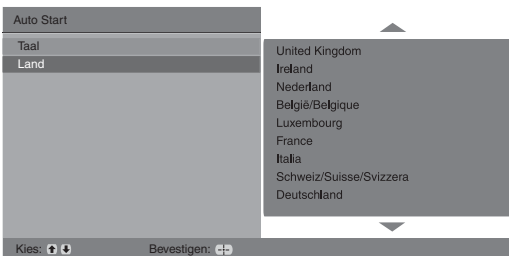 Auto Start
Taal
Land
United Kingdom
Ireland
Nederland
België/Belgique
Luxembourg
France
Italia
Schweiz/Suisse/Svizzera
Deutschland
Kies: Bevestigen: